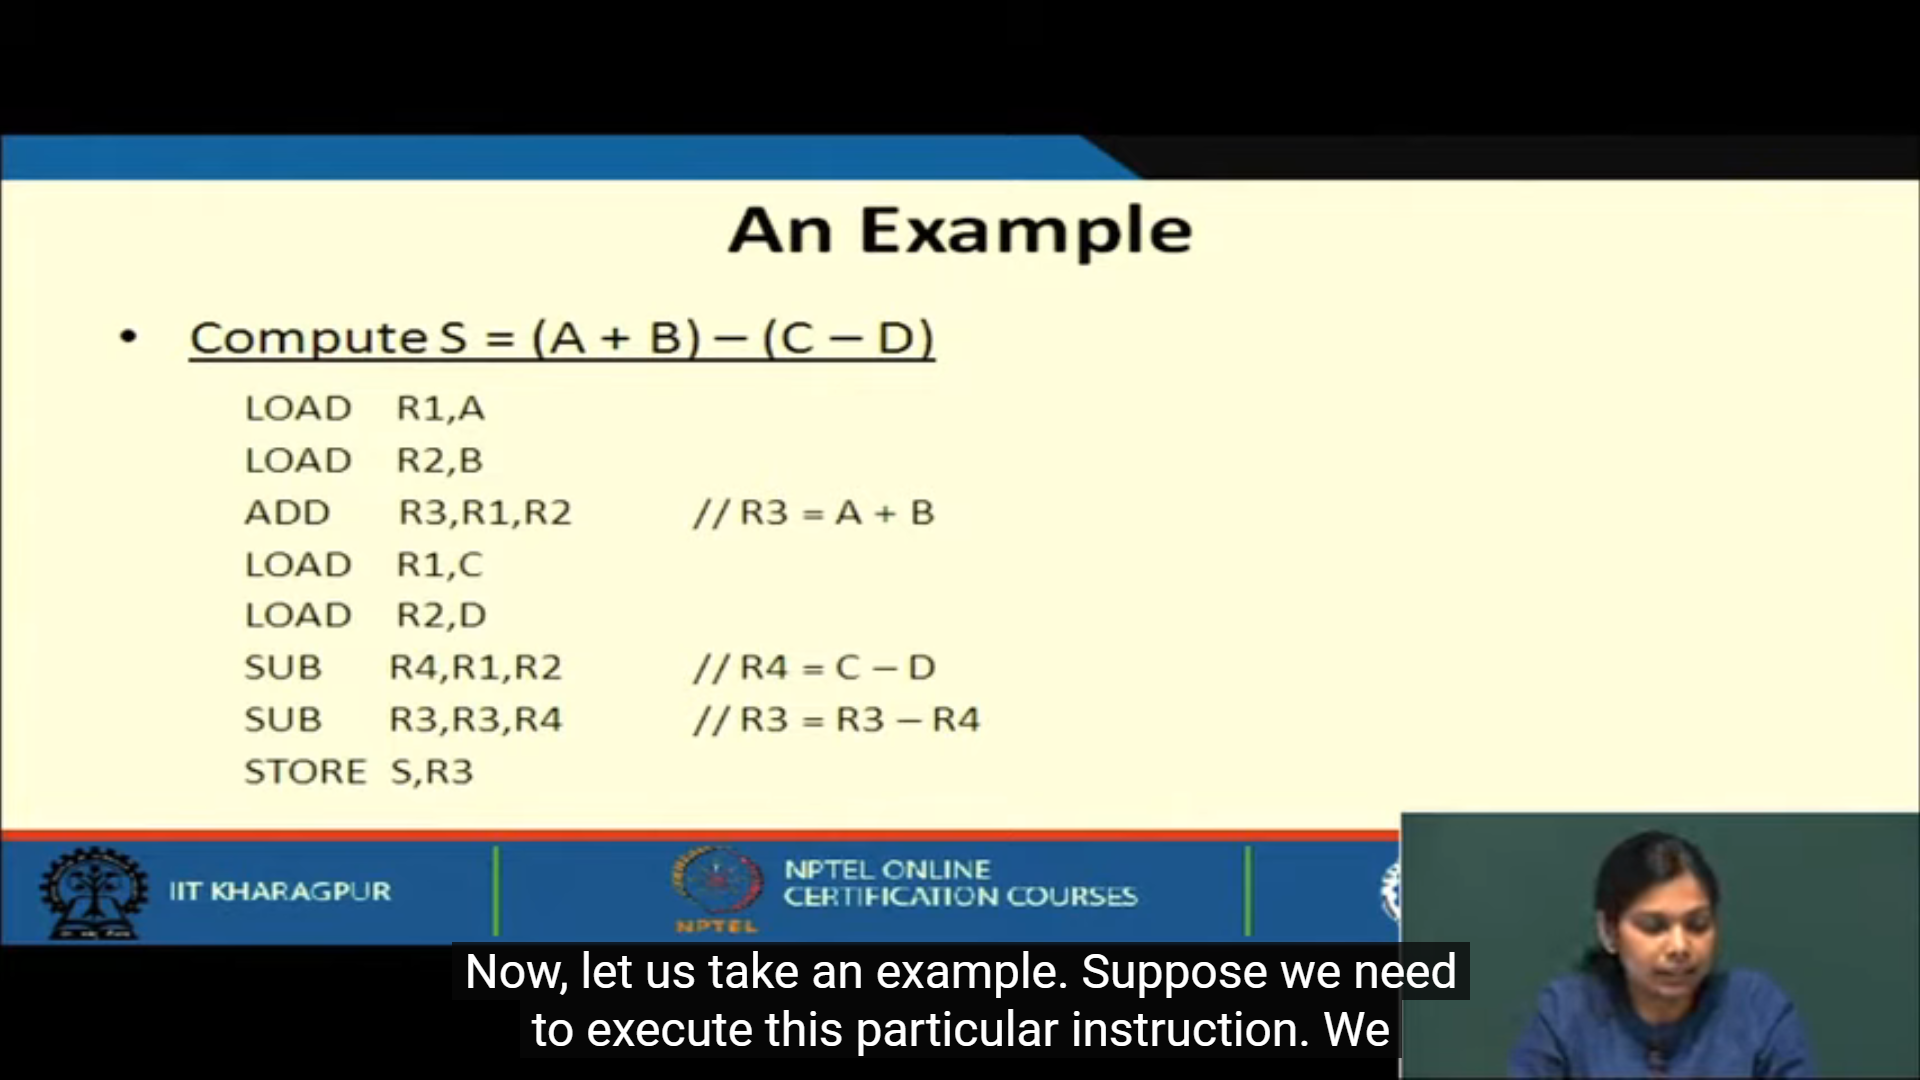 An Example
• Compute S = (A + B) – (C – D)
LOAD R1,A
LOAD R2,B
ADD R3,R1,R2 // R3 = A + B
LOAD R1,C
LOAD R2,D
SUB R4,R1,R2 // R4 = C – D
SUB R3,R3,R4 // R3 = R3 – R4
STORE S,R3
IIT KHARAGPUR
NPTEL ONLINE
CERTIFICATION COURSES
NPTEL
Now, let us take an example. Suppose we need
to execute this particular instruction. We